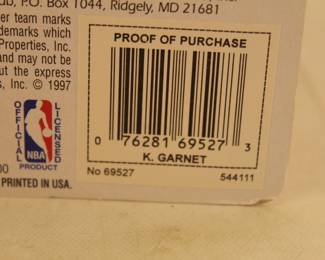 ub, P.O. Box 1044, Ridgely, MD 21681
er team marks
demarks which
Properties, Inc.
and may not be
ut the express
s, Inc. © 1997
OFFICIAL
LICENSED
NBA
PRODUCT
00
PRINTED IN USA.
PROOF OF PURCHASE
0 76281 69527 3
K. GARNET
No 69527
544111